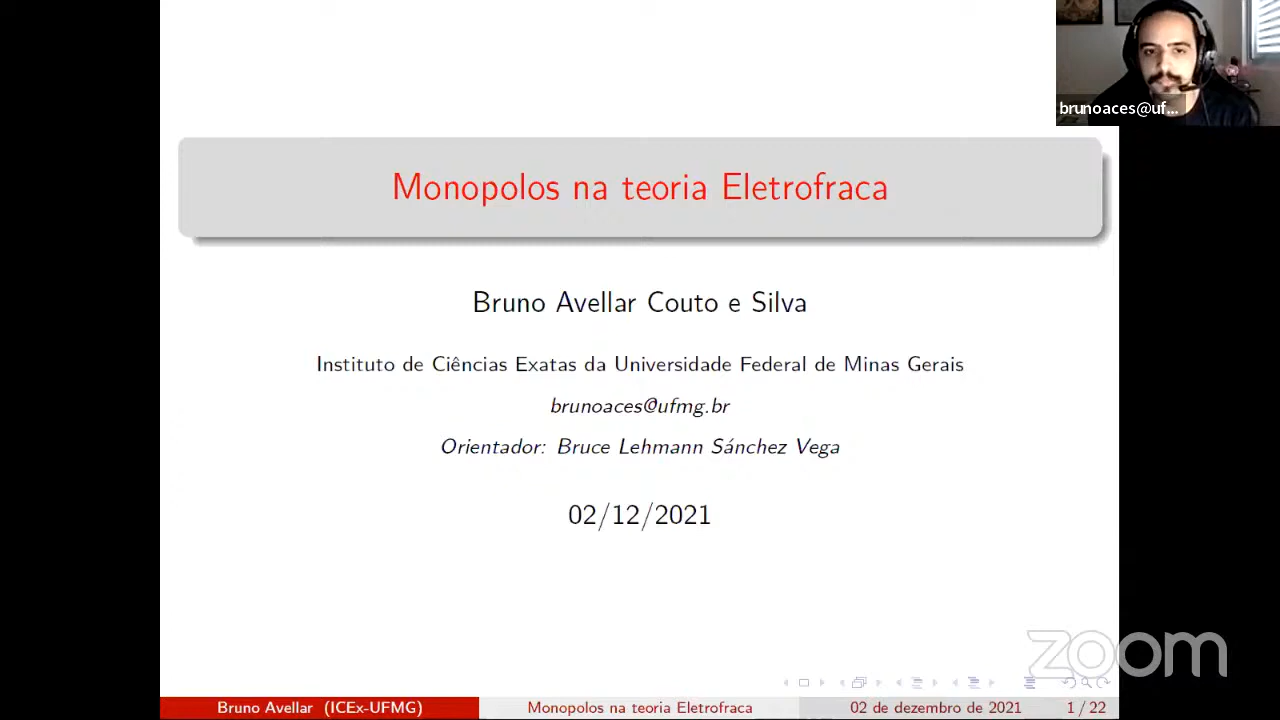 brunoaces@uf...
Monopolos na teoria Eletrofraca
Bruno Avellar Couto e Silva
Instituto de Ciências Exatas da Universidade Federal de Minas Gerais
brunoaces@ufmg.br
Orientador: Bruce Lehmann Sánchez Vega
02/12/2021
zoom
Bruno Avellar (ICEx-UFMG) Monopolos na teoria Eletrofraca 02 de dezembro de 2021 1 / 22